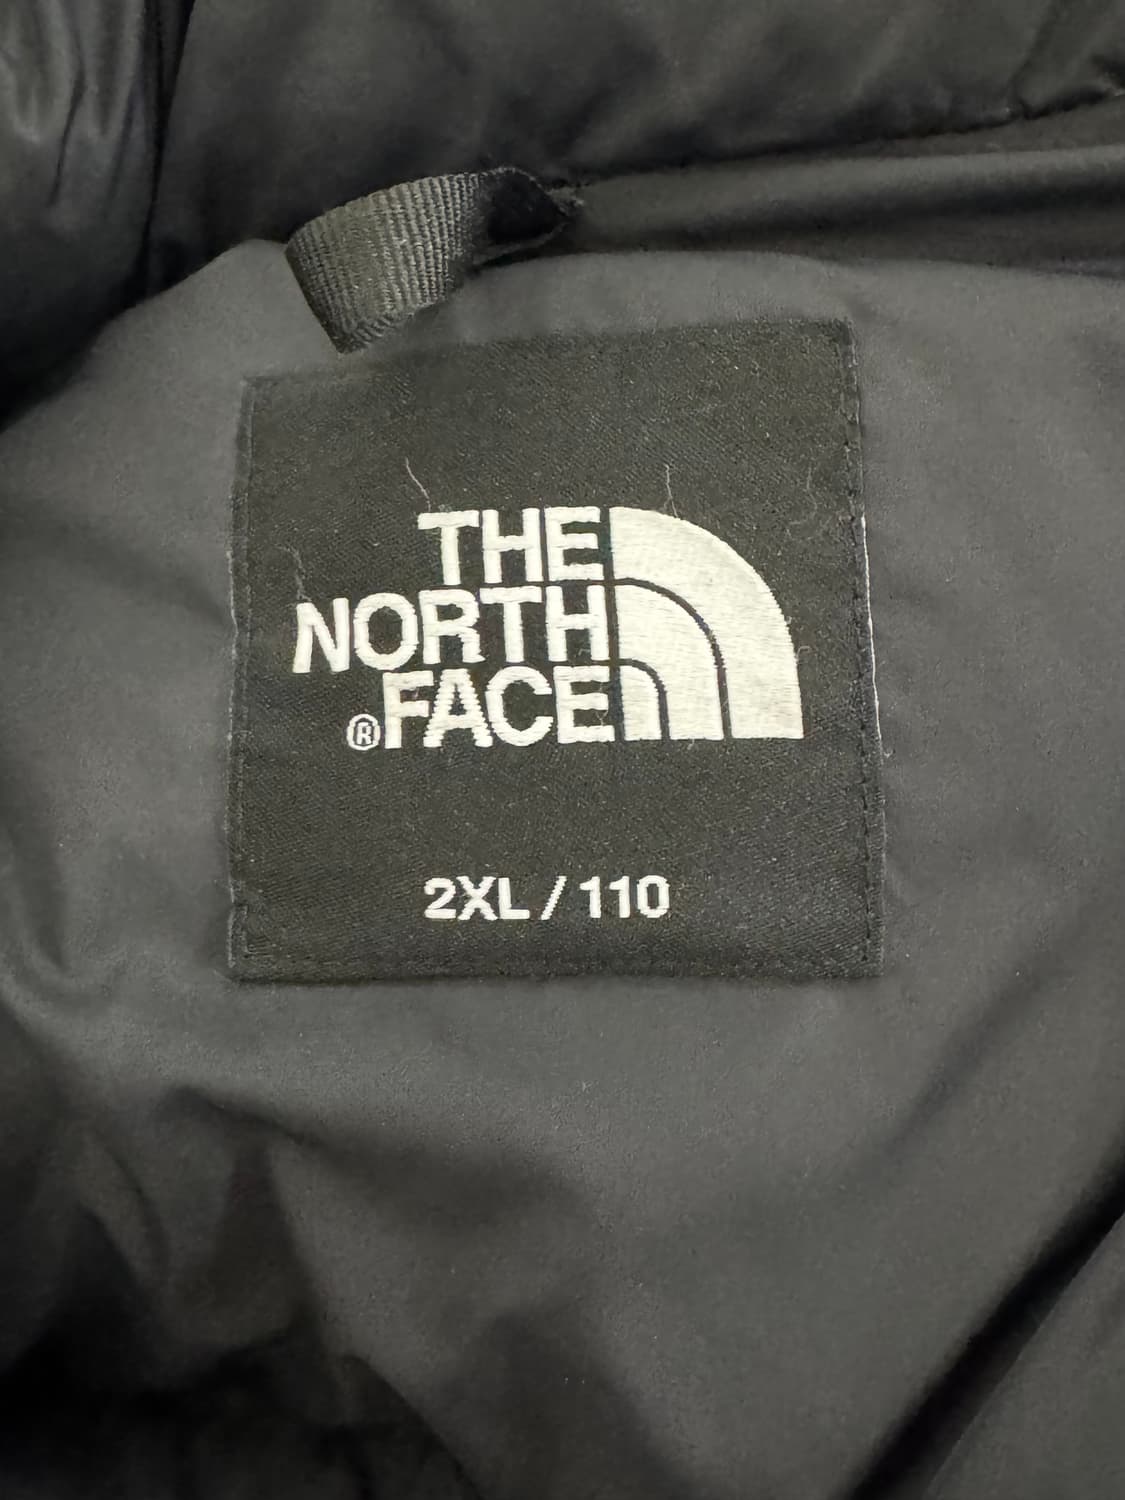 THE
NORTH
®FACE
2XL / 110